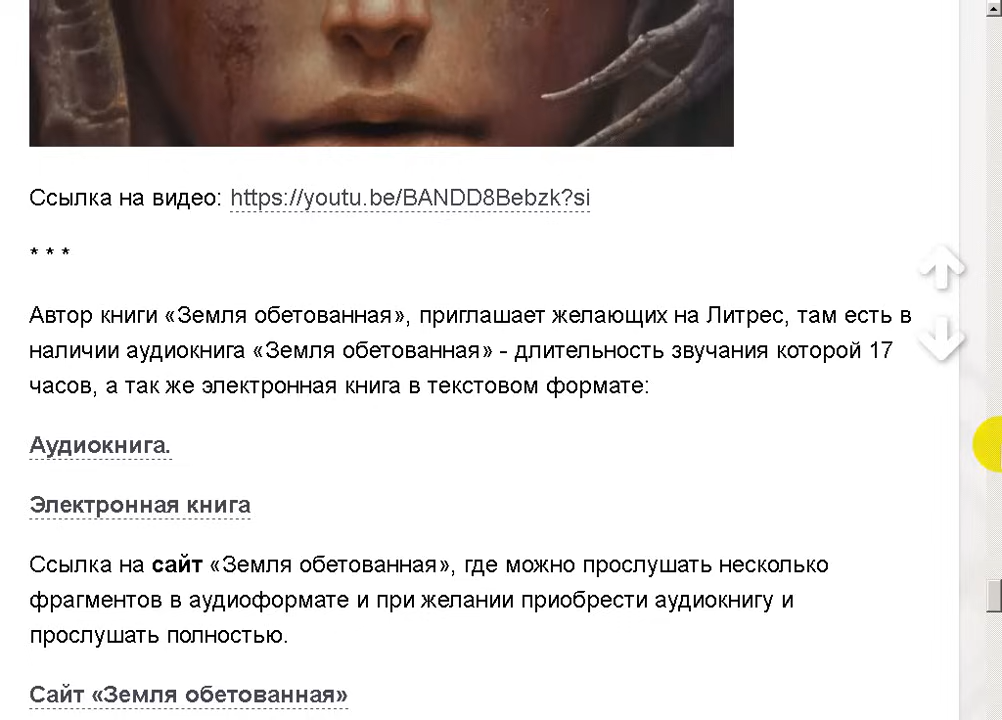 Ссылка на видео: https://youtu.be/BANDD8Bebzk?si
* * *
Автор книги «Земля обетованная», приглашает желающих на Литрес, там есть в
наличии аудиокнига «Земля обетованная» - длительность звучания которой 17
часов, а так же электронная книга в текстовом формате:
Аудиокнига.
Электронная книга
Ссылка на сайт «Земля обетованная», где можно прослушать несколько
фрагментов в аудиоформате и при желании приобрести аудиокнигу и
прослушать полностью.
Сайт «Земля обетованная»